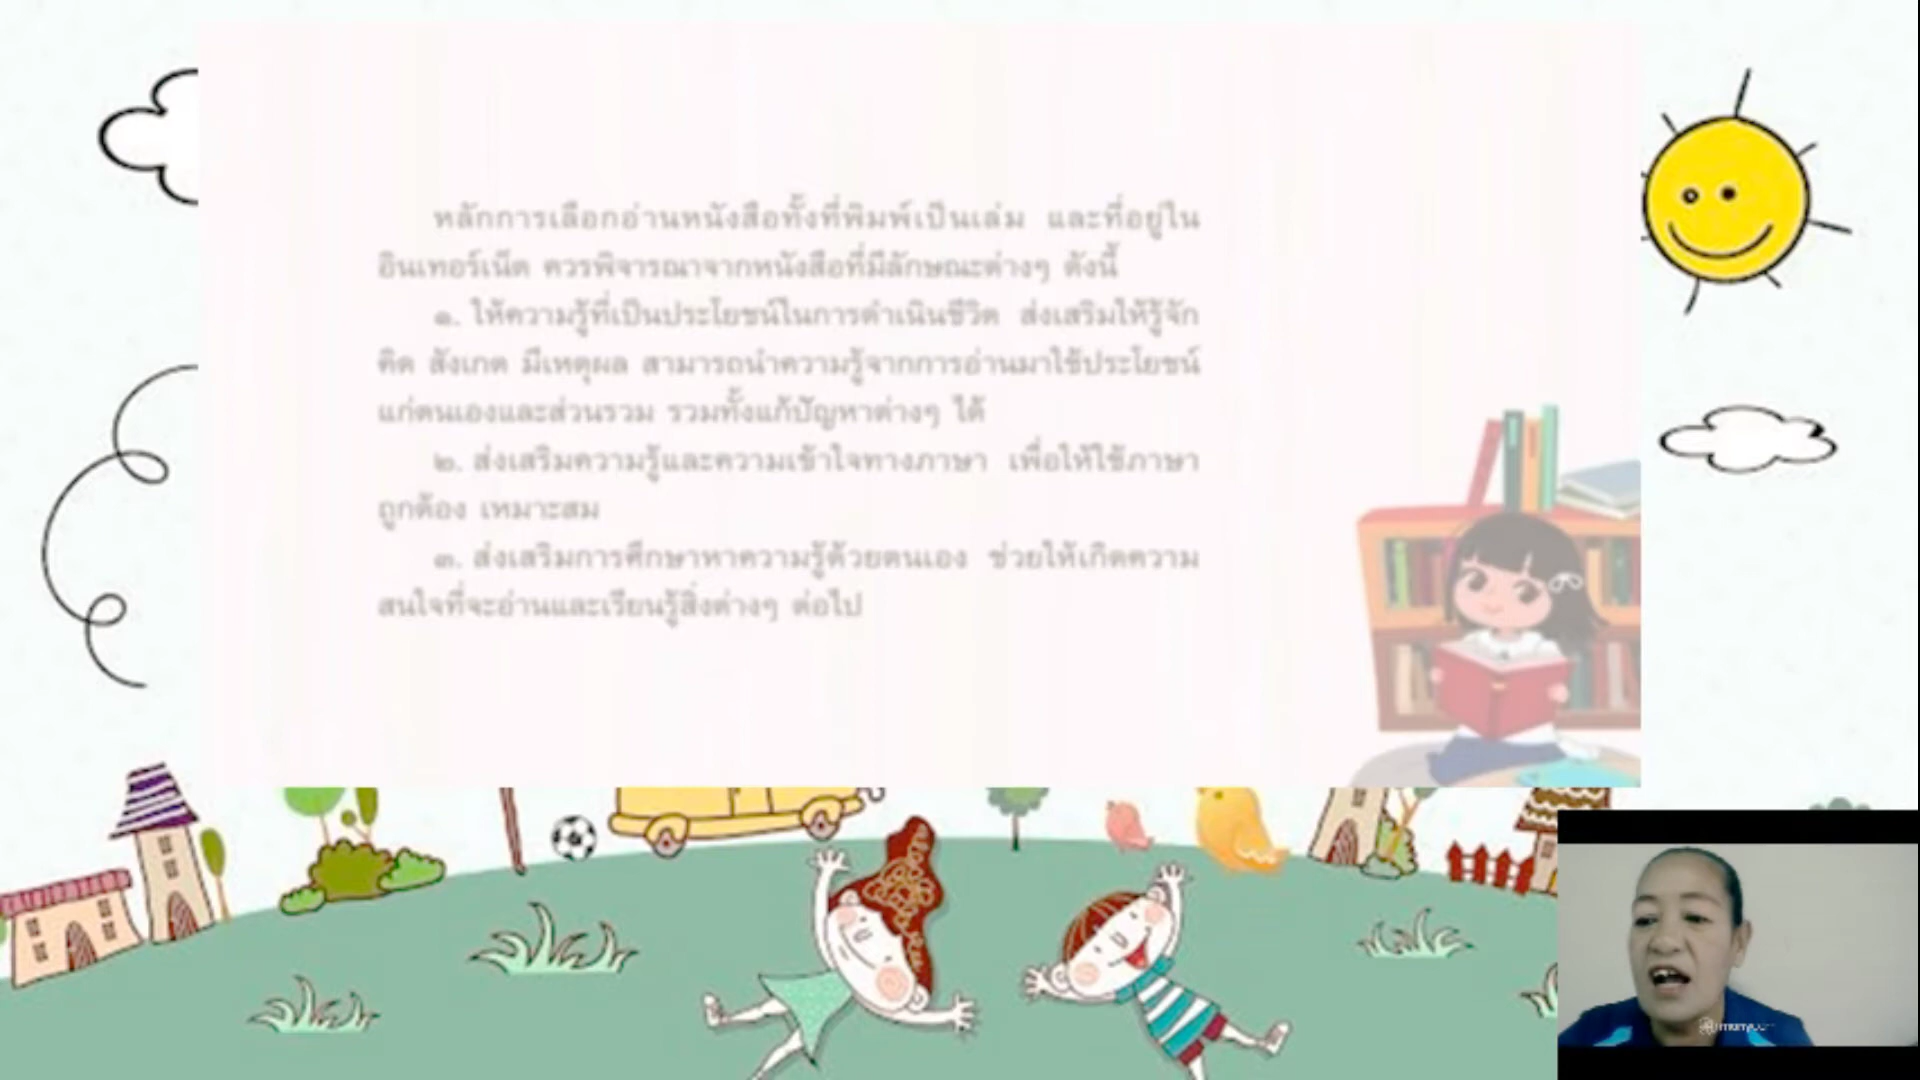 หลักการเลือกอ่านหนังสือทั้งที่พิมพ์เป็นเล่ม และที่อยู่ใน
อินเทอร์เน็ต ควรพิจารณาจากหนังสือที่มีลักษณะต่างๆ ดังนี้
๑. ให้ความรู้ที่เป็นประโยชน์ในการดำเนินชีวิต ส่งเสริมให้รู้จัก
คิด สังเกต มีเหตุผล สามารถนำความรู้จากการอ่านมาใช้ประโยชน์
แก่ตนเองและส่วนรวม รวมทั้งแก้ปัญหาต่างๆ ได้
๒. ส่งเสริมความรู้และความเข้าใจทางภาษา เพื่อให้ใช้ภาษา
ถูกต้อง เหมาะสม
๓. ส่งเสริมการศึกษาหาความรู้ด้วยตนเอง ช่วยให้เกิดความ
สนใจที่จะอ่านและเรียนรู้สิ่งต่างๆ ต่อไป